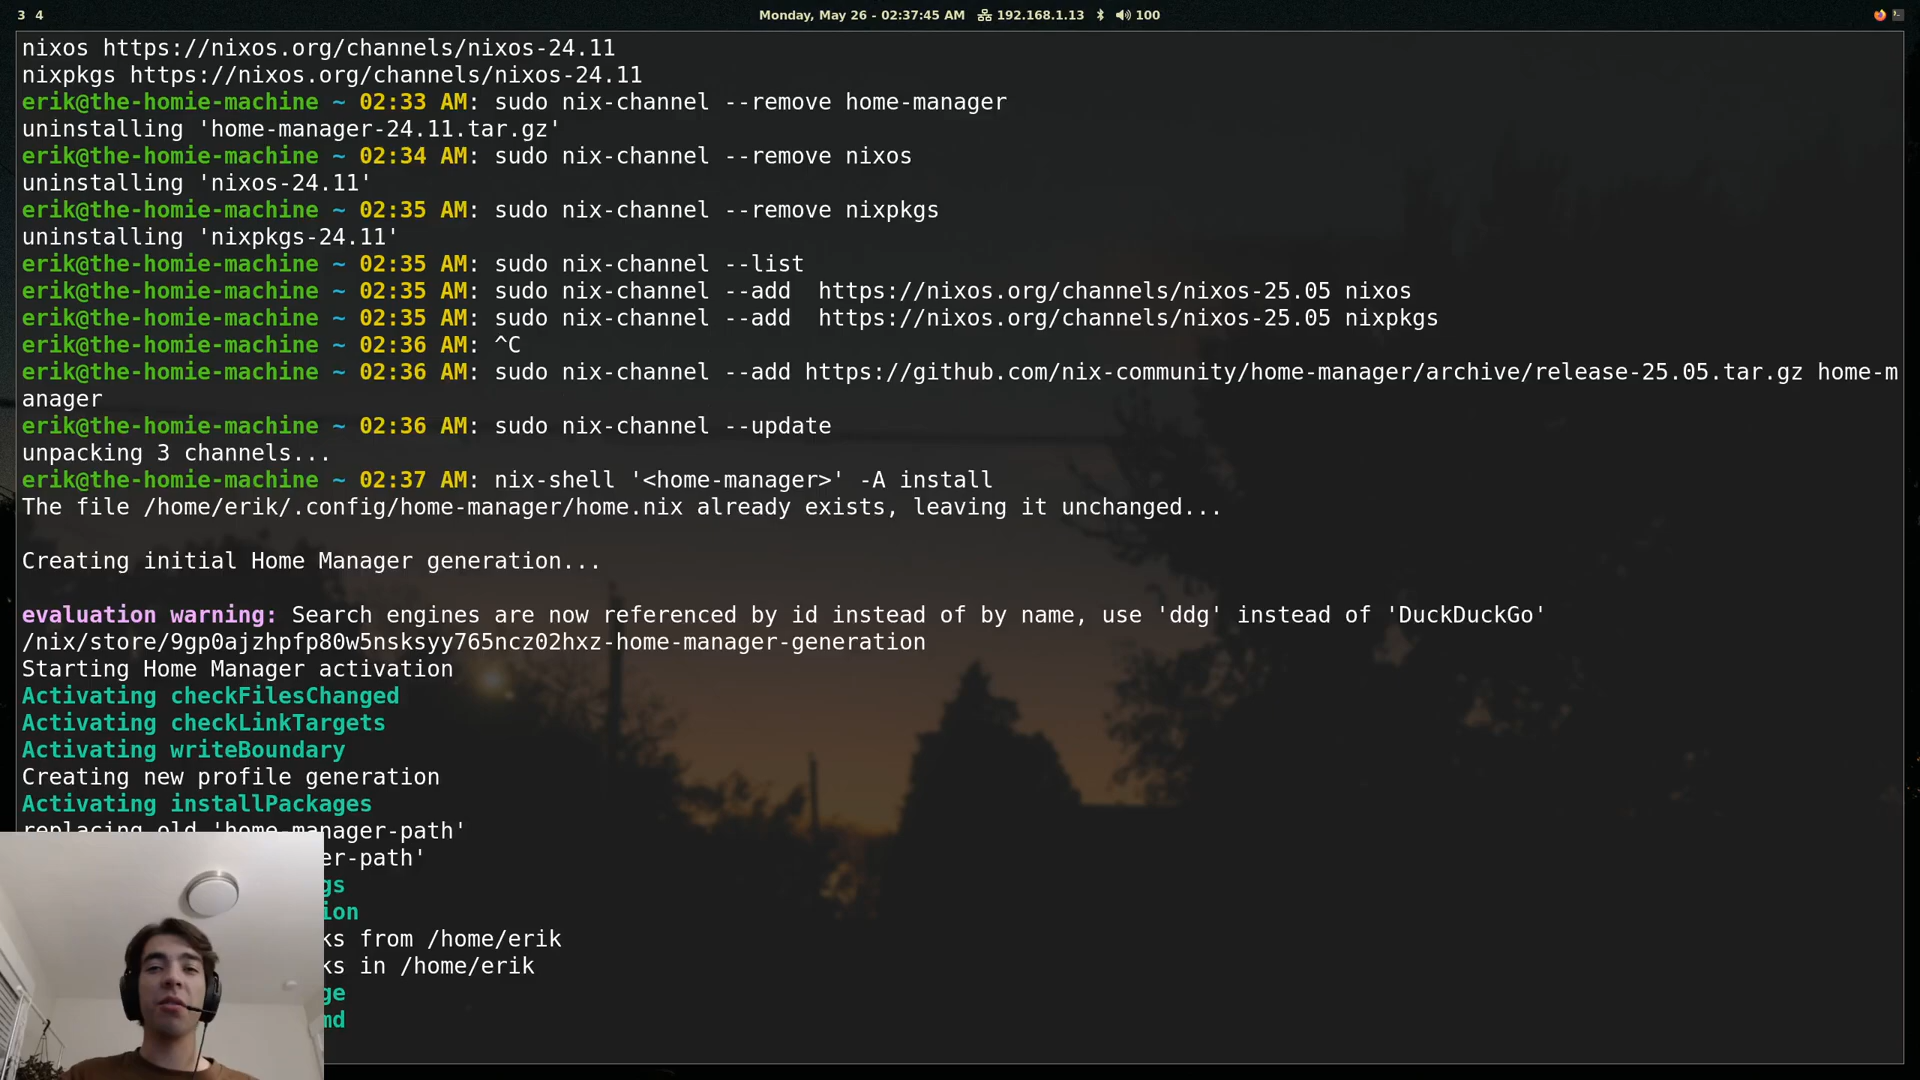 3 4
Monday, May 26 - 02:37:45 AM 192.168.1.13 100
nixos https://nixos.org/channels/nixos-24.11
nixpkgs https://nixos.org/channels/nixos-24.11
erik@the-homie-machine ~ 02:33 AM: sudo nix-channel --remove home-manager
uninstalling 'home-manager-24.11.tar.gz'
erik@the-homie-machine ~ 02:34 AM: sudo nix-channel --remove nixos
uninstalling 'nixos-24.11'
erik@the-homie-machine ~ 02:35 AM: sudo nix-channel --remove nixpkgs
uninstalling 'nixpkgs-24.11'
erik@the-homie-machine ~ 02:35 AM: sudo nix-channel --list
erik@the-homie-machine ~ 02:35 AM: sudo nix-channel --add  https://nixos.org/channels/nixos-25.05 nixos
erik@the-homie-machine ~ 02:35 AM: sudo nix-channel --add  https://nixos.org/channels/nixos-25.05 nixpkgs
erik@the-homie-machine ~ 02:36 AM: ^C
erik@the-homie-machine ~ 02:36 AM: sudo nix-channel --add https://github.com/nix-community/home-manager/archive/release-25.05.tar.gz home-m
anager
erik@the-homie-machine ~ 02:36 AM: sudo nix-channel --update
unpacking 3 channels...
erik@the-homie-machine ~ 02:37 AM: nix-shell '<home-manager>' -A install
The file /home/erik/.config/home-manager/home.nix already exists, leaving it unchanged...
Creating initial Home Manager generation...
evaluation warning: Search engines are now referenced by id instead of by name, use 'ddg' instead of 'DuckDuckGo'
/nix/store/9gp0ajzhpfp80w5nsksyy765ncz02hxz-home-manager-generation
Starting Home Manager activation
Activating checkFilesChanged
Activating checkLinkTargets
Activating writeBoundary
Creating new profile generation
Activating installPackages
replacing old 'home-manager-path'
er-path'
gs
ion
ks from /home/erik
ks in /home/erik
ge
md